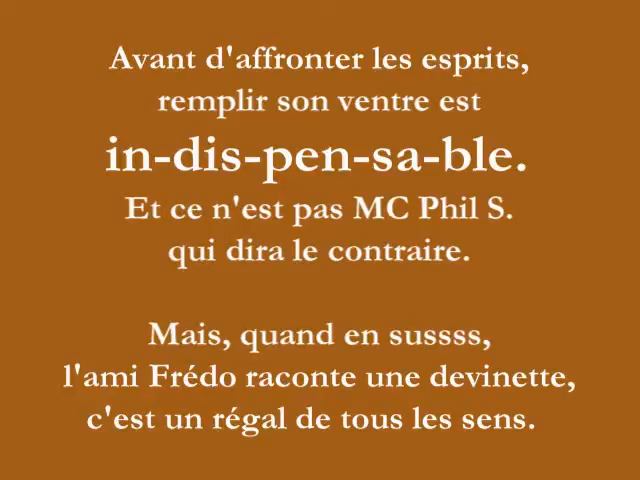 Avant d'affronter les esprits,
remplir son ventre est
in-dis-pen-sa-ble.
Et ce n'est pas MC Phil S.
qui dira le contraire.
Mais, quand en sussss,
l'ami Frédo raconte une devinette,
c'est un régal de tous les sens.